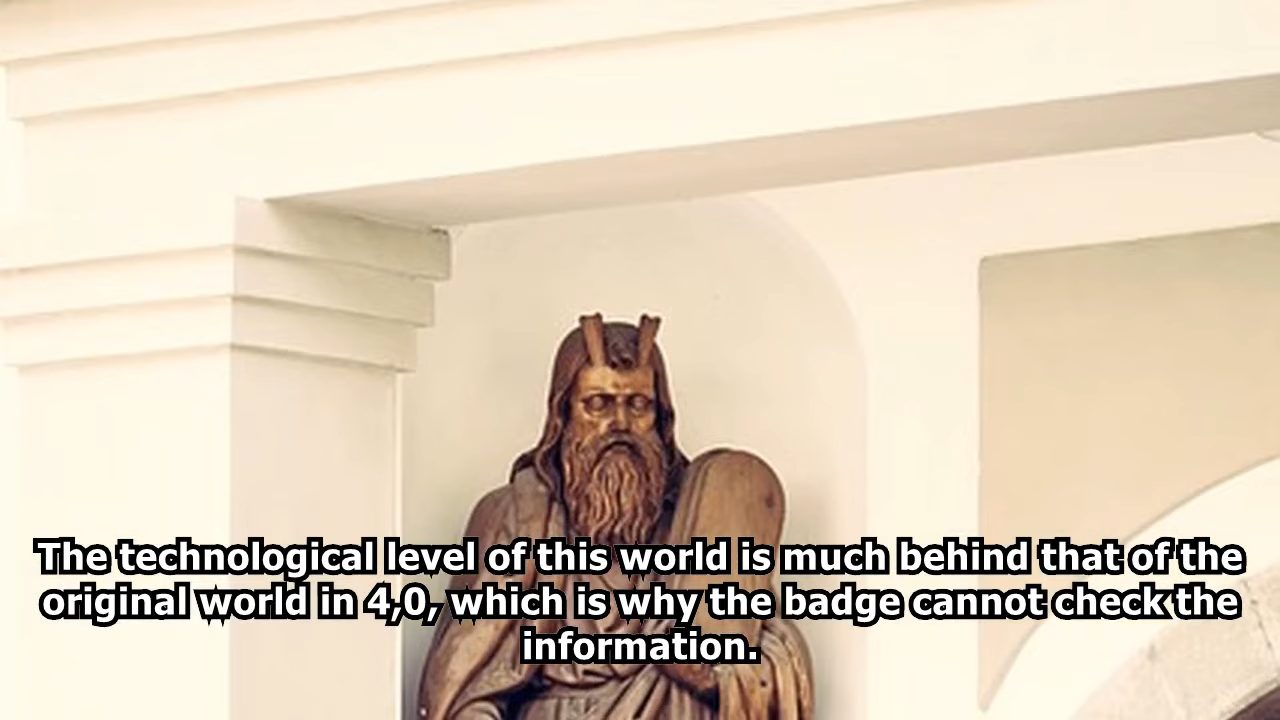 The technological level of this world is much behind that of the
original world in 4,0, which is why the badge cannot check the
information.